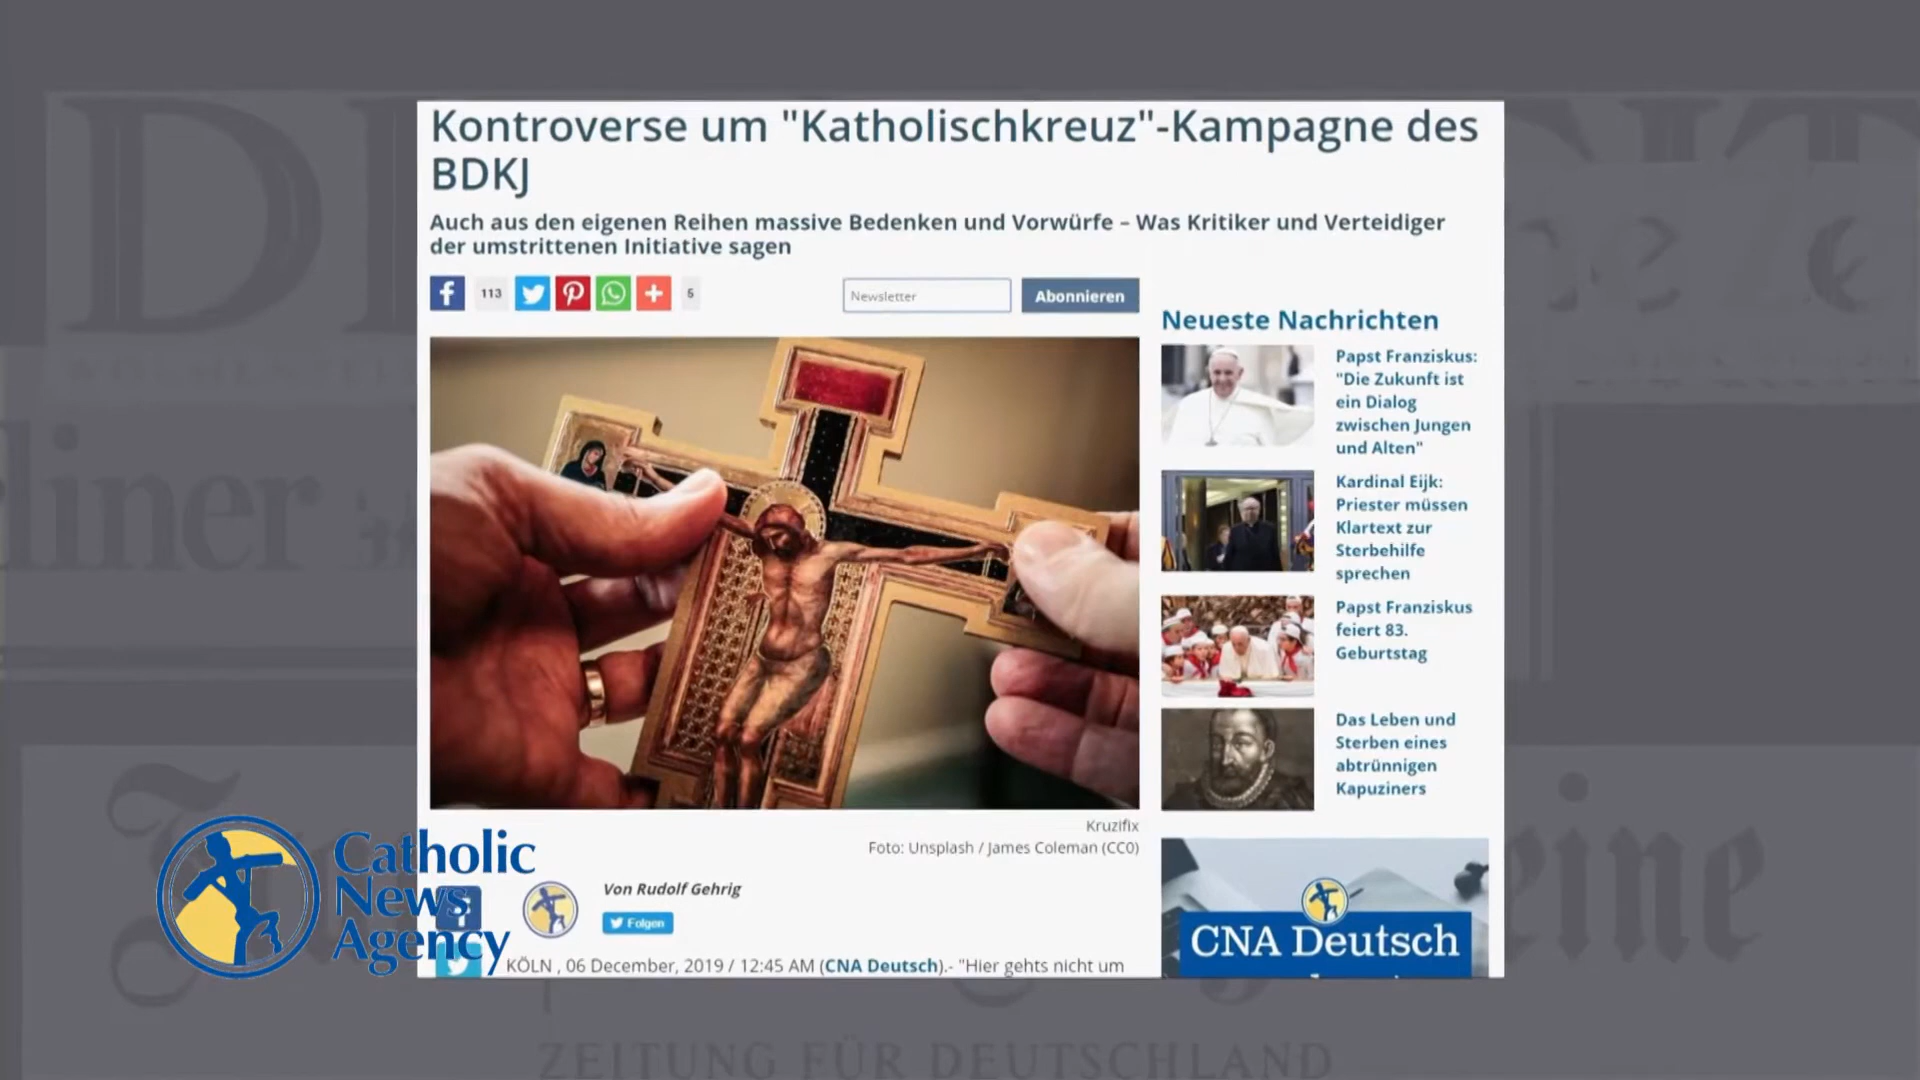 Kontroverse um "Katholischkreuz"-Kampagne des
BDKJ
Auch aus den eigenen Reihen massive Bedenken und Vorwürfe – Was Kritiker und Verteidiger
der umstrittenen Initiative sagen
113
5
Newsletter
Abonnieren
Neueste Nachrichten
Papst Franziskus:
"Die Zukunft ist
ein Dialog
zwischen Jungen
und Alten"
Kardinal Eijk:
Priester müssen
Klartext zur
Sterbehilfe
sprechen
Papst Franziskus
feiert 83.
Geburtstag
Das Leben und
Sterben eines
abtrünnigen
Kapuziners
Kruzifix
Foto: Unsplash / James Coleman (CC0)
Von Rudolf Gehrig
Folgen
KÖLN , 06 December, 2019 / 12:45 AM (CNA Deutsch).- "Hier gehts nicht um
CNA Deutsch
Catholic
News
Agency
ZEITUNG FÜR DEUTSCHLAND